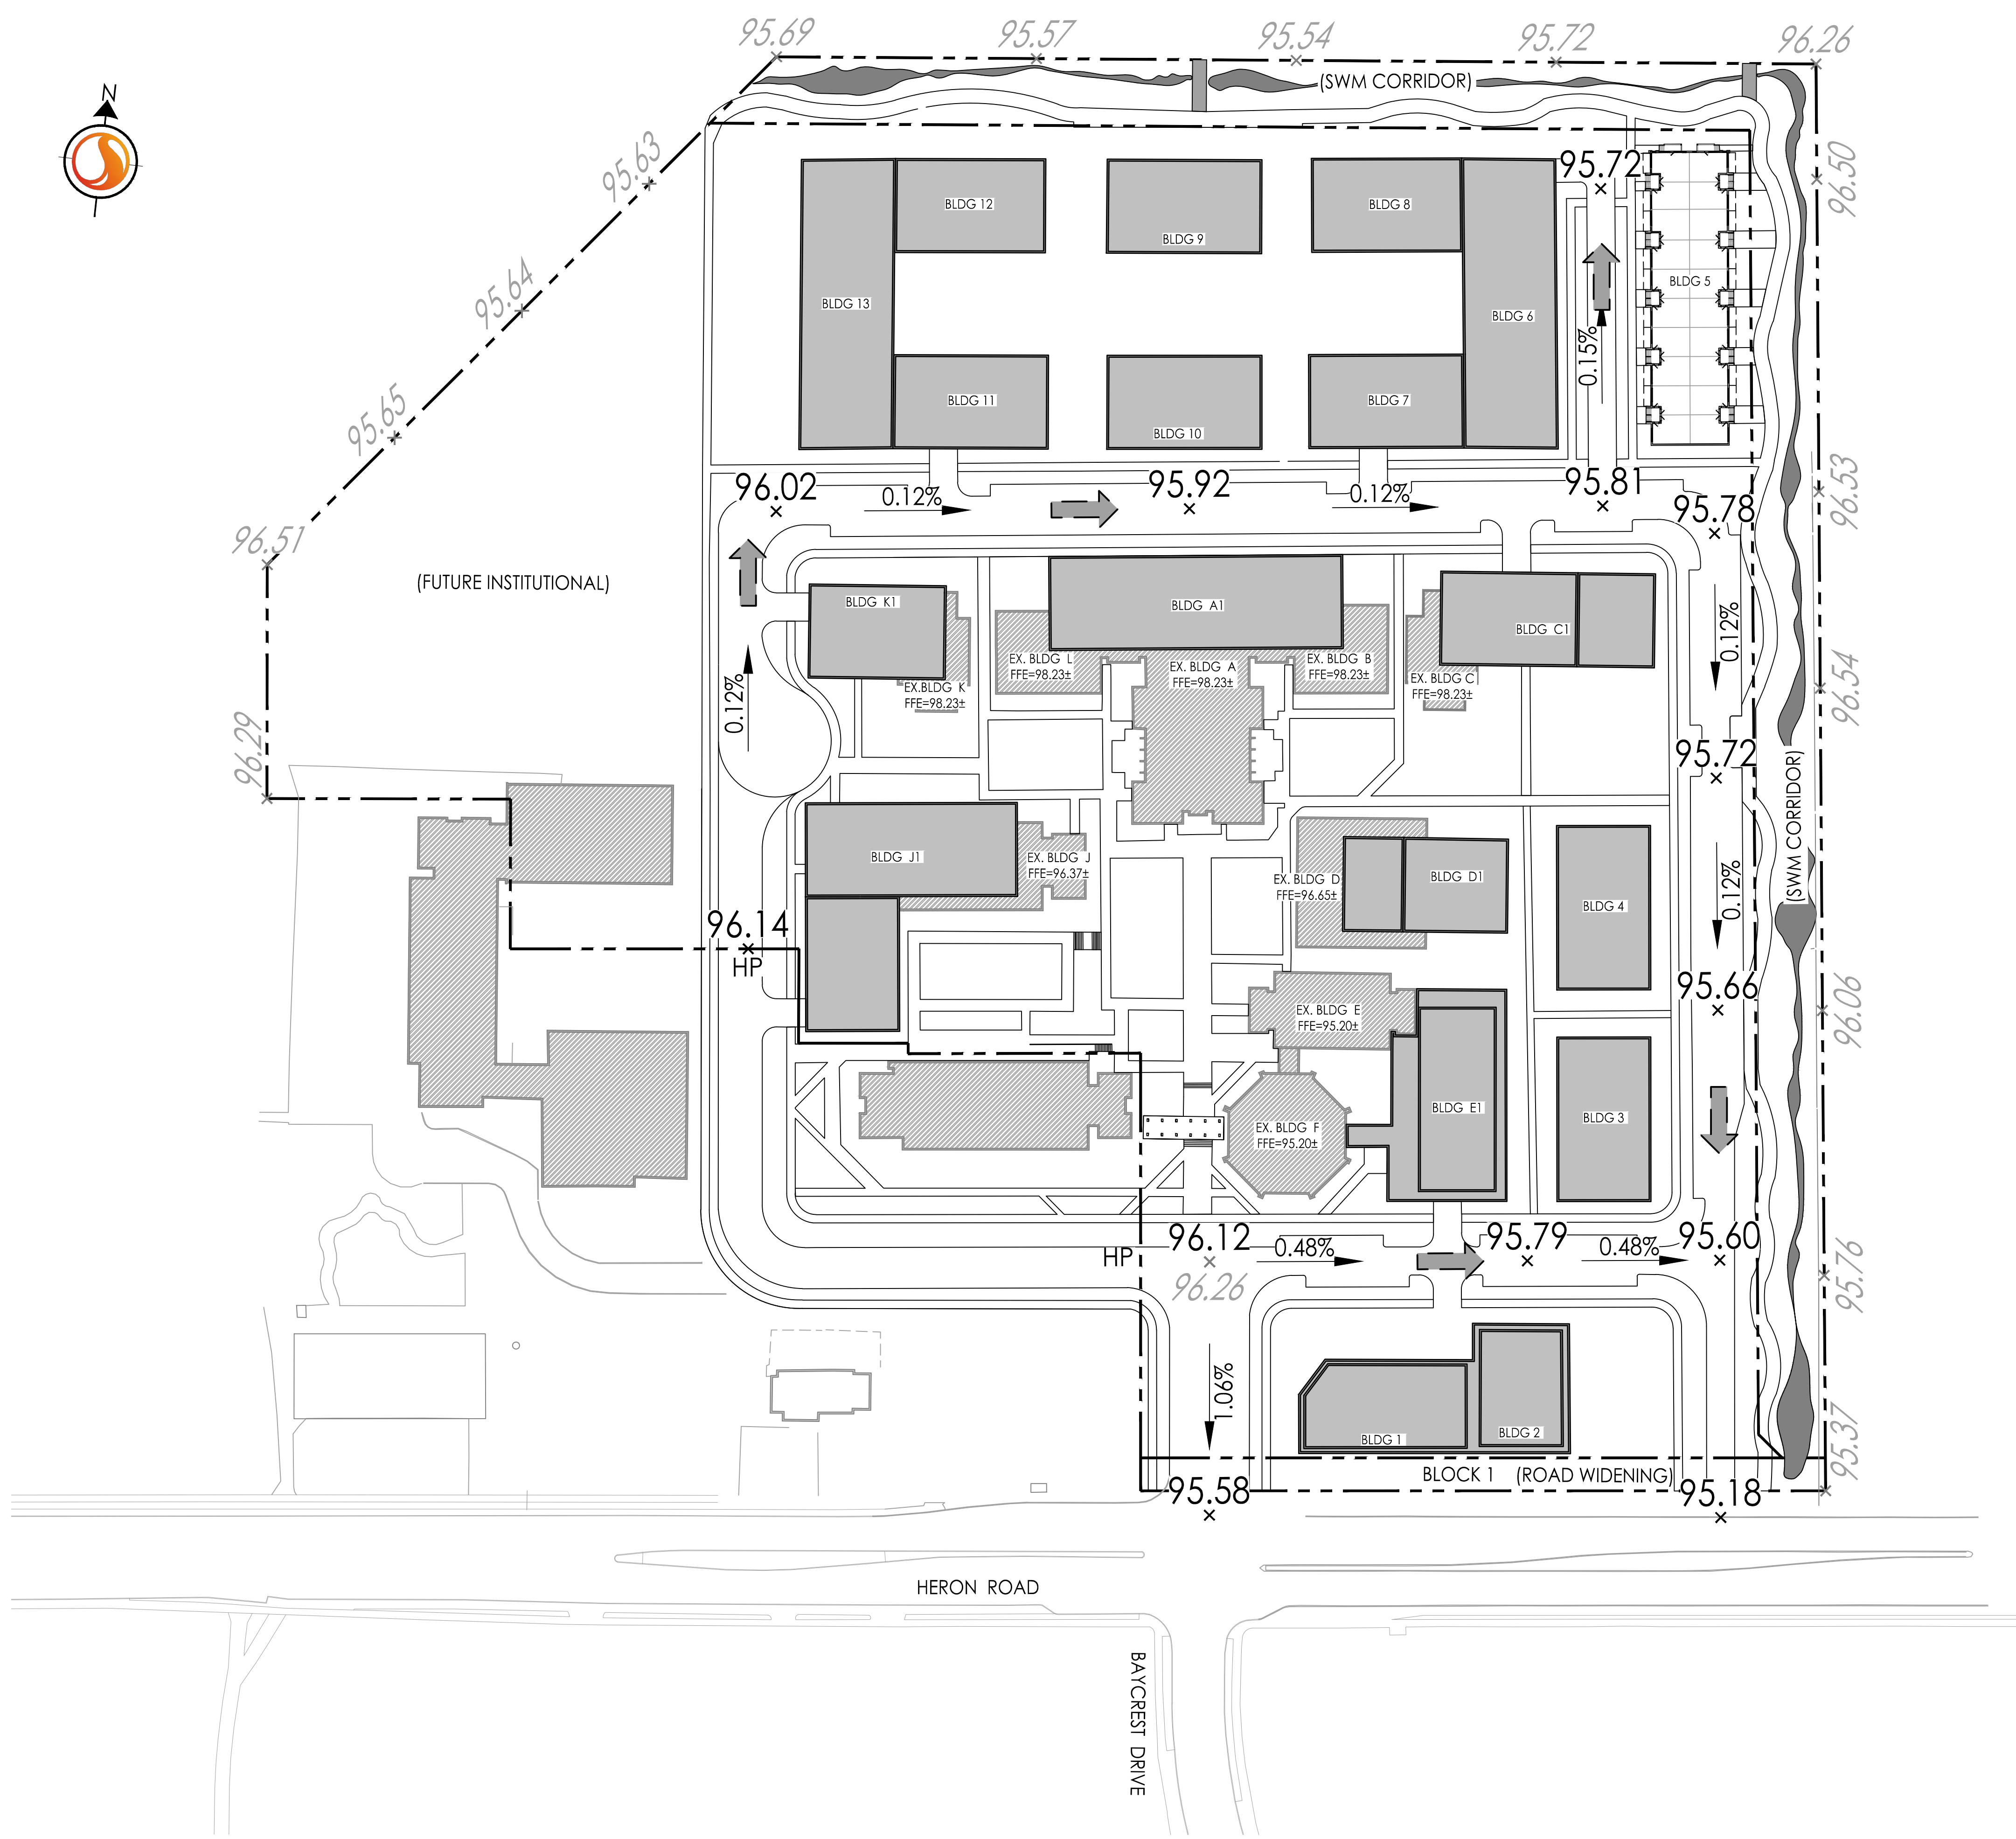 95.69
95.57
95.54
95.72
96.26
N
(SWM CORRIDOR)
95.63
96.50
95.72
BLDG 12
BLDG 9
BLDG 8
95.64
BLDG 5
BLDG 13
BLDG 6
0.15%
95.65
BLDG 11
BLDG 10
BLDG 7
96.02
0.12%
95.92
0.12%
95.81
95.78
96.53
96.51
(FUTURE INSTITUTIONAL)
BLDG K1
BLDG A1
BLDG C1
0.12%
EX. BLDG L
FFE=98.23±
EX. BLDG A
FFE=98.23±
EX. BLDG B
FFE=98.23±
EX. BLDG C
FFE=98.23±
EX.BLDG K
FFE=98.23±
0.12%
96.54
96.29
95.72
(SWM CORRIDOR)
BLDG J1
EX. BLDG J
FFE=96.37±
EX. BLDG D
FFE=96.65±
BLDG D1
BLDG 4
0.12%
96.14
HP
95.66
96.06
EX. BLDG E
FFE=95.20±
BLDG E1
BLDG 3
EX. BLDG F
FFE=95.20±
HP
96.12
0.48%
95.79
0.48%
95.60
96.26
95.76
1.06%
BLDG 1
BLDG 2
95.37
BLOCK 1 (ROAD WIDENING)
95.58
95.18
HERON ROAD
BAYCREST DRIVE